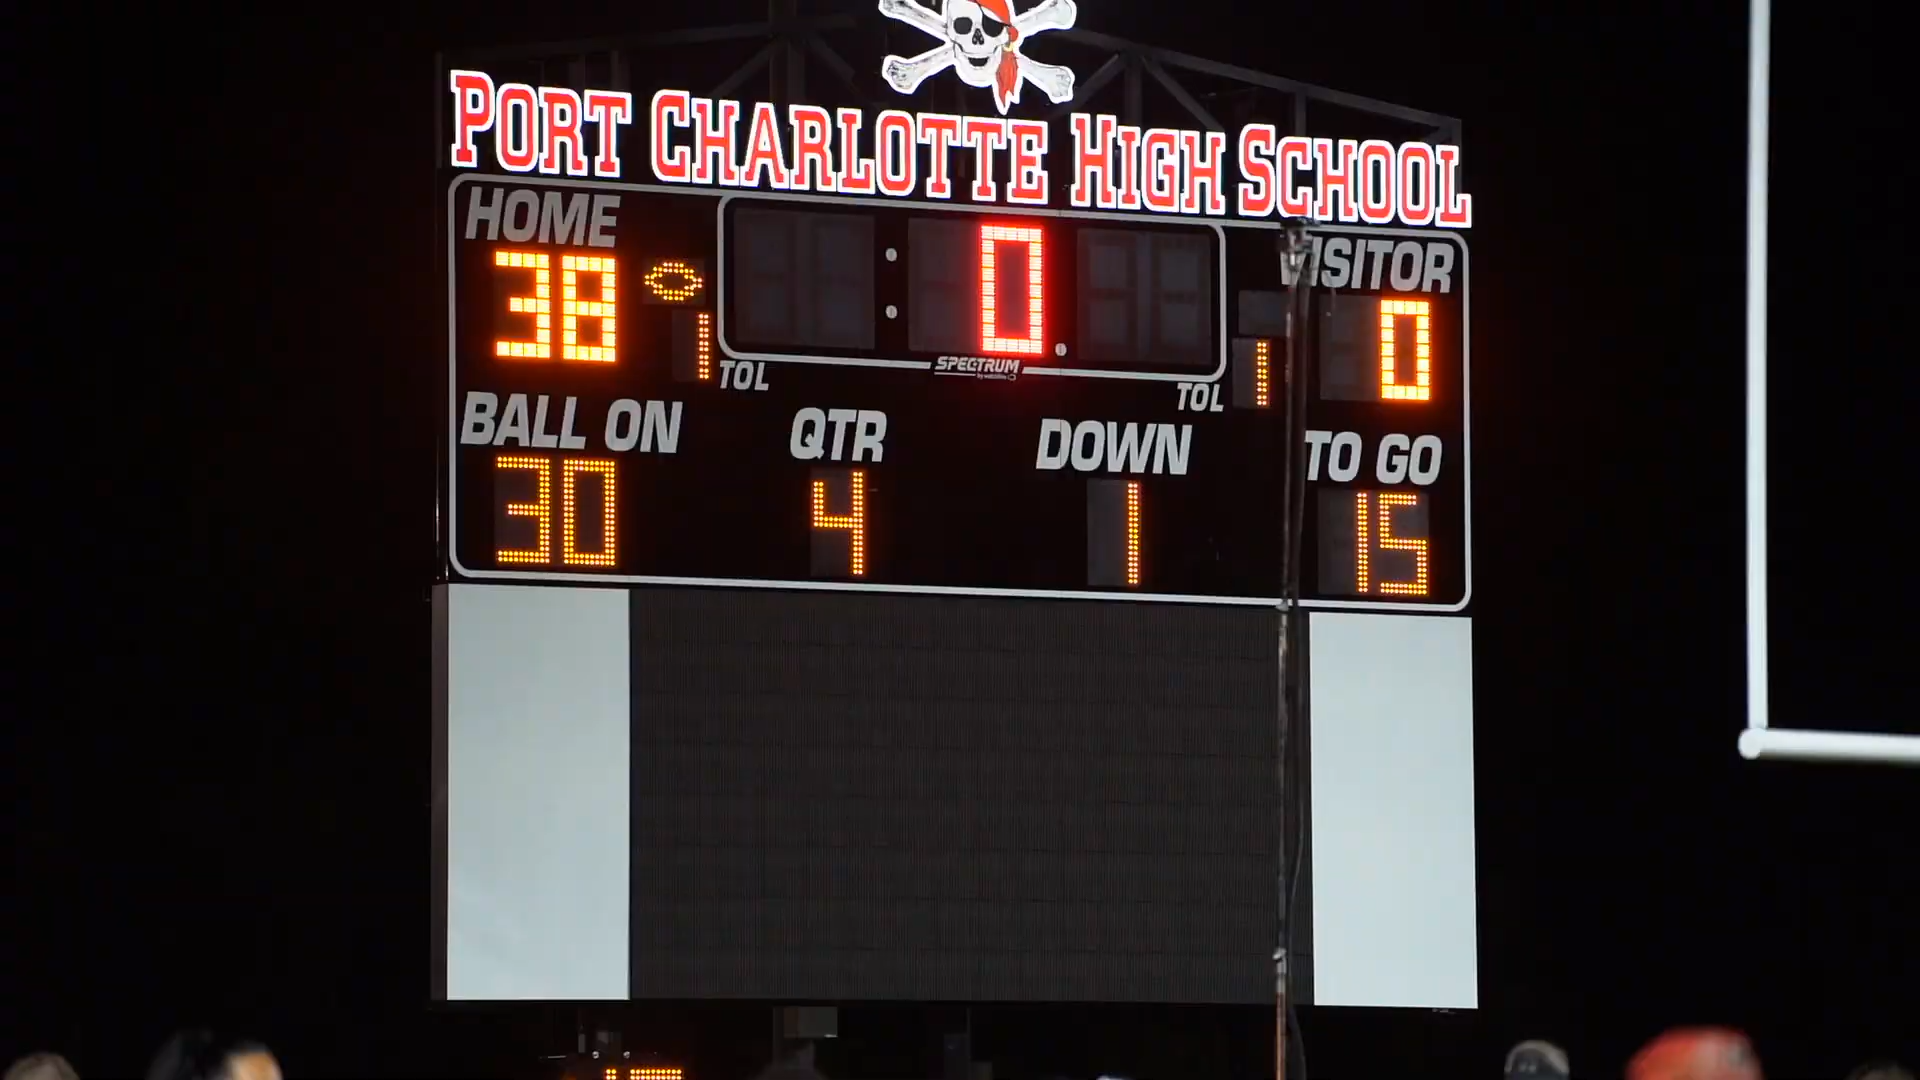 PORT CHARLOTTE HIGH SCHOOL
HOME
VISITOR
38
0
0
1 TOL
TOL 1
SPECTRUM
BALL ON
QTR
DOWN
TO GO
30
4
1
15